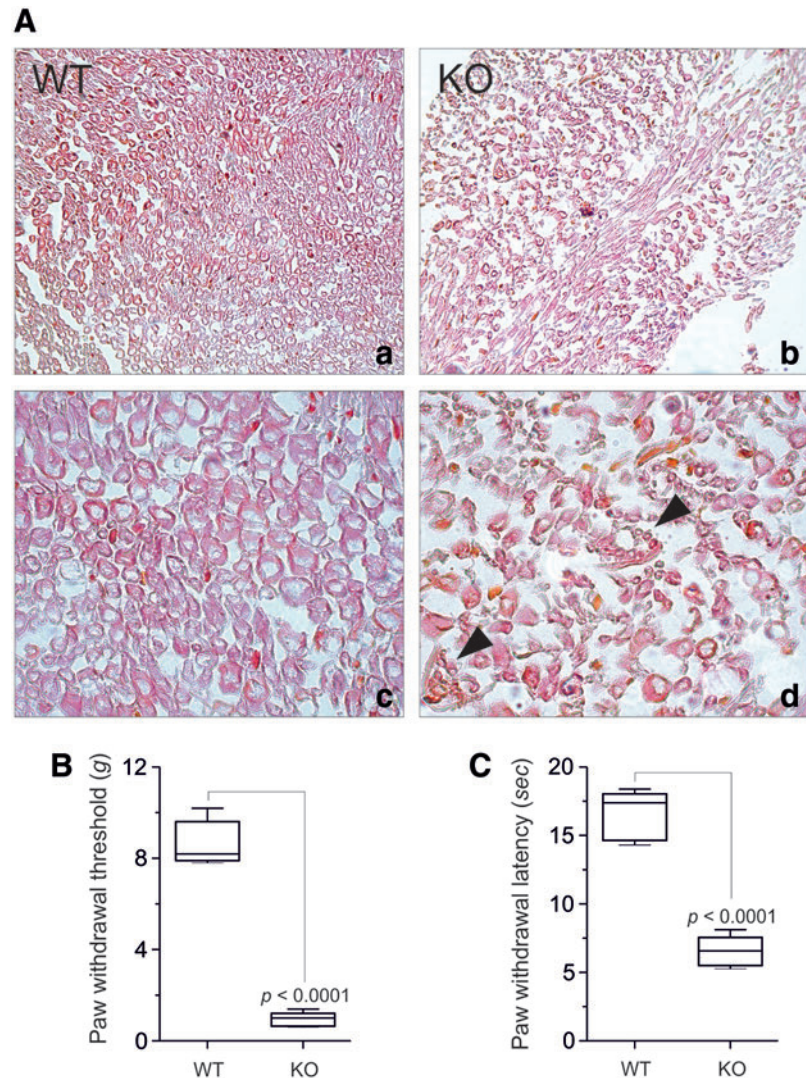 A
WT
KO
a
b
c
d
B
Paw withdrawal threshold (g)
12
8
4
0
p < 0.0001
WT
KO
C
Paw withdrawal latency (sec)
20
15
10
5
0
p < 0.0001
WT
KO